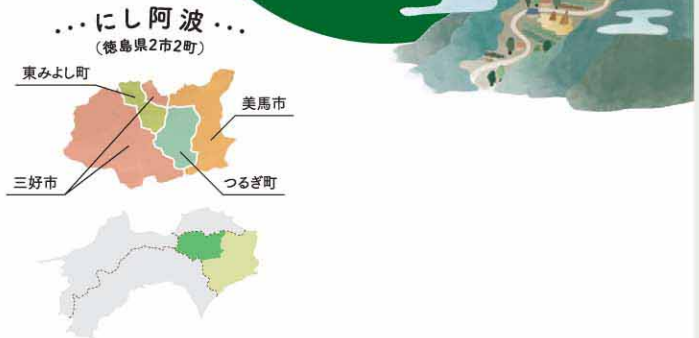 ...にし阿波...
(徳島県2市2町)
東みよし町
美馬市
三好市
つるぎ町